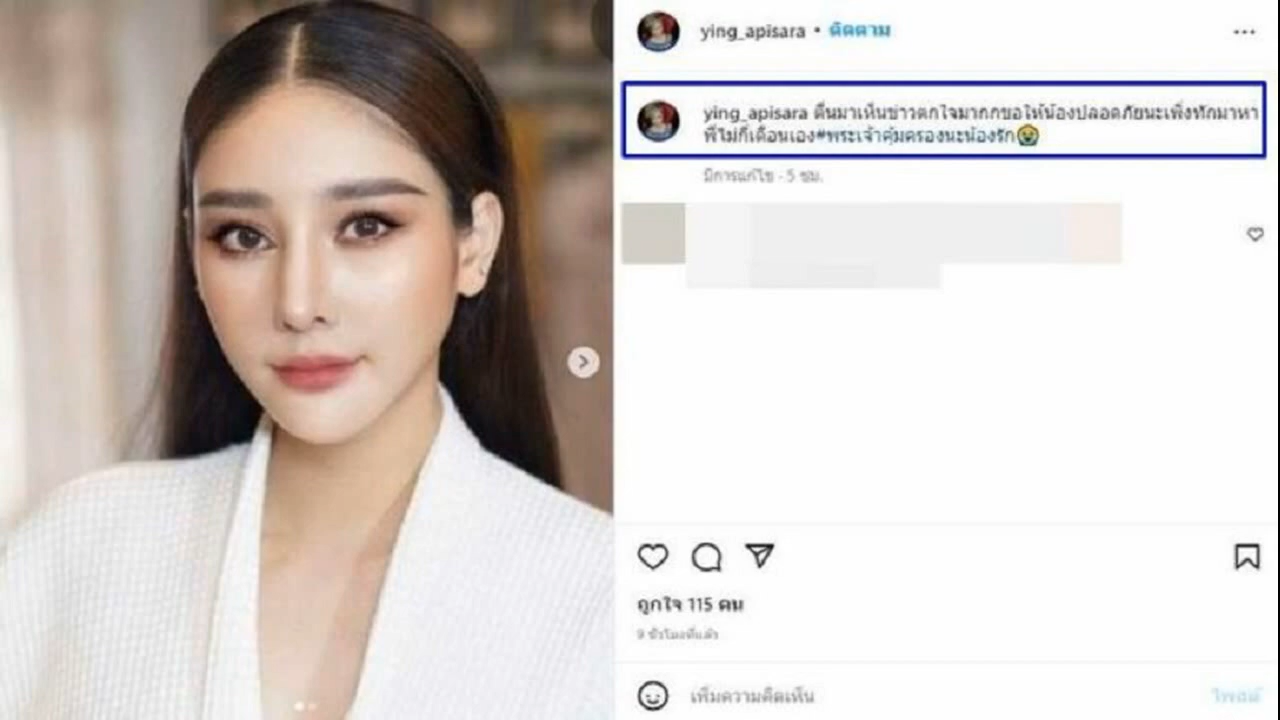 ying_apisara • ติดตาม
ying_apisara ตื่นมาเห็นข่าวตกใจมากกขอให้น้องปลอดภัยนะเพิ่งทักมาหา
พี่ไม่กี่เดือนเอง#พระเจ้าคุ้มครองนะน้องรัก😭
มีการแก้ไข · 5 ชม.
ถูกใจ 115 คน
9 ชั่วโมงที่แล้ว
เพิ่มความคิดเห็น
โพสต์